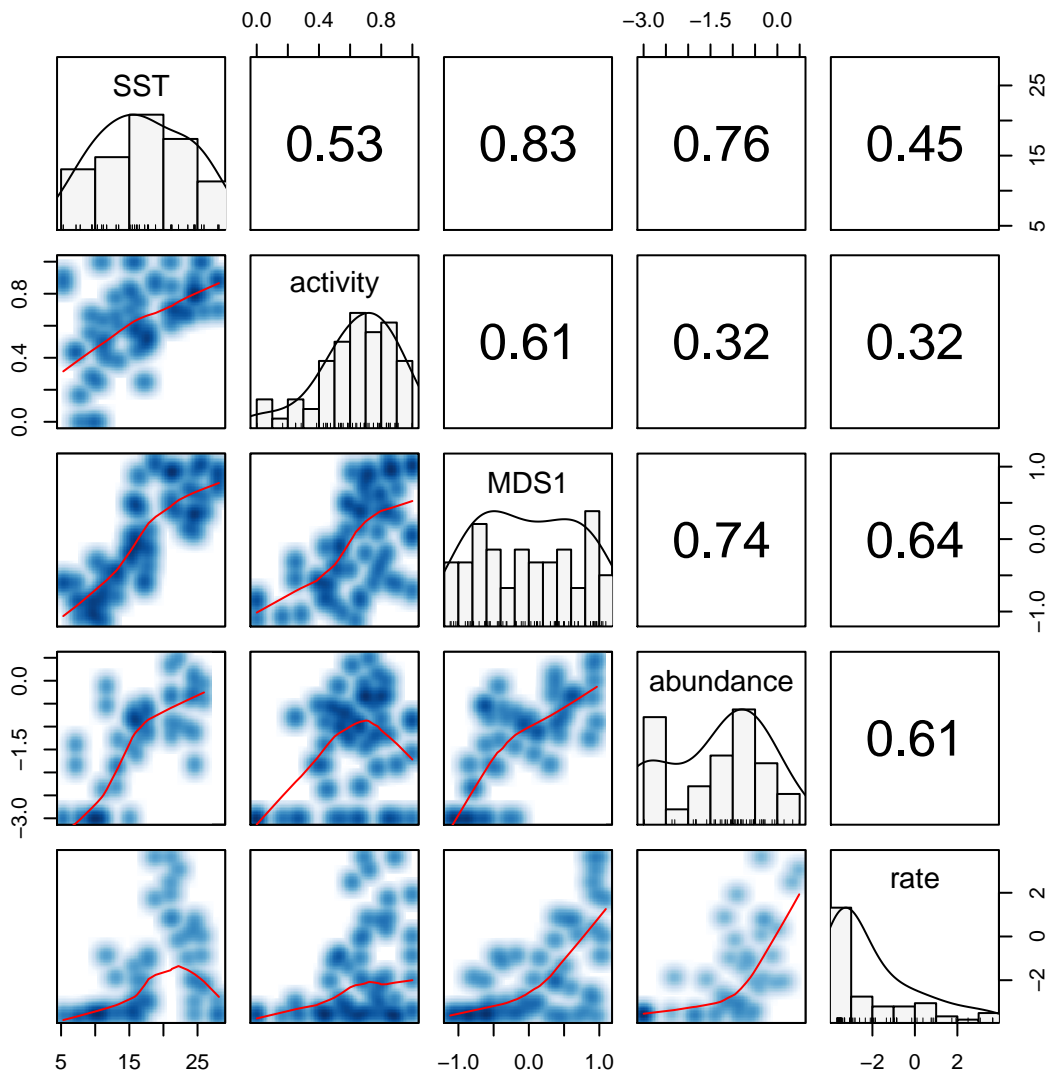 0.0 0.4 0.8 −3.0 −1.5 0.0
SST 0.53 0.83 0.76 0.45
5 15 25
activity 0.61 0.32 0.32
0.0 0.4 0.8
MDS1 0.74 0.64
−1.0 0.0 1.0
abundance 0.61
−3.0 −1.5 0.0
rate
−2 0 2
5 15 25 −1.0 0.0 1.0 −2 0 2